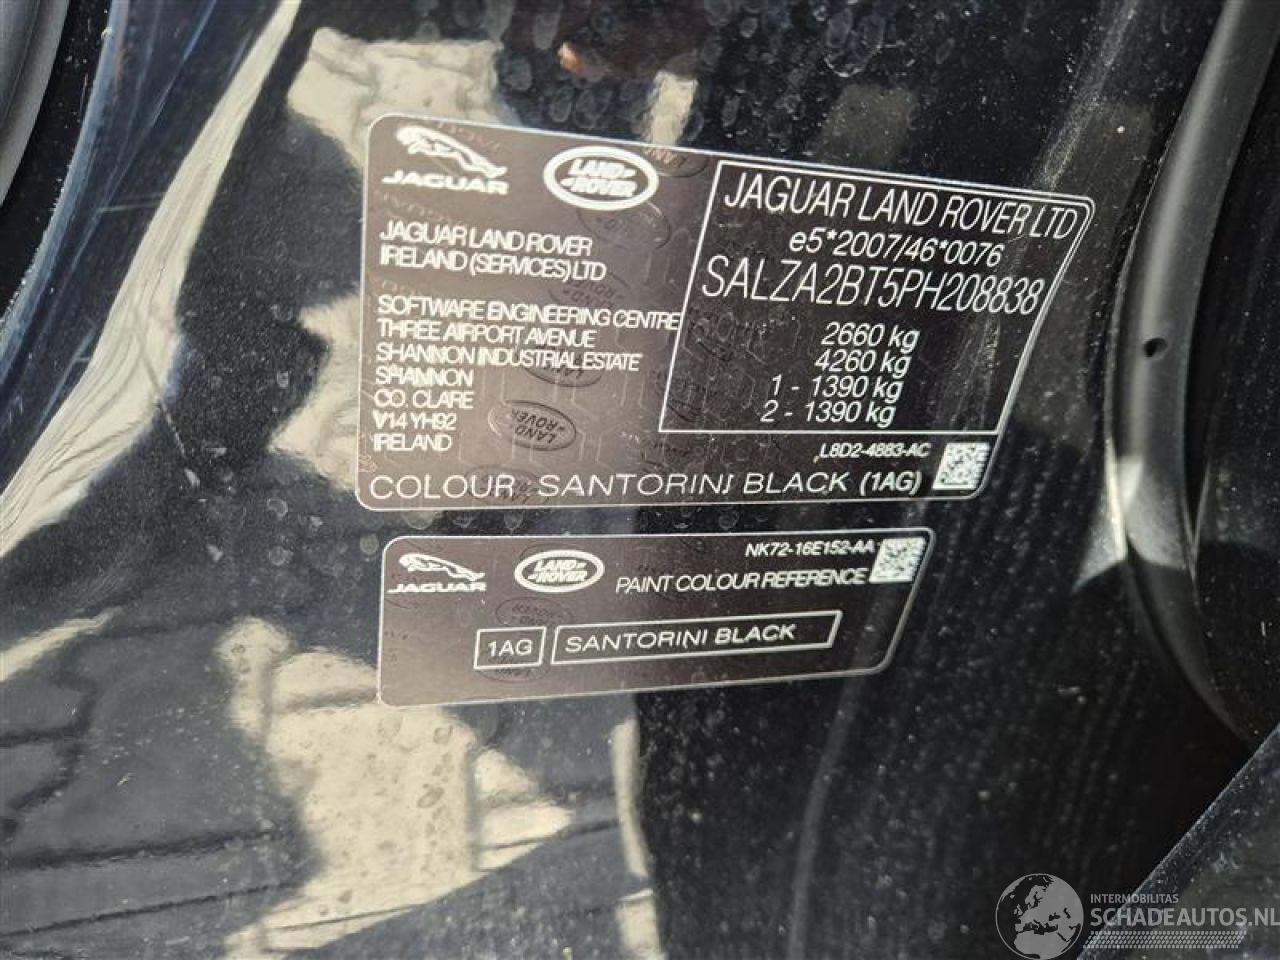 JAGUAR
LAND ROVER
JAGUAR LAND ROVER
IRELAND (SERVICES) LTD
SOFTWARE ENGINEERING CENTRE
THREE AIRPORT AVENUE
SHANNON INDUSTRIAL ESTATE
SHANNON
CO. CLARE
V14 YH92
IRELAND
JAGUAR LAND ROVER LTD
e5*2007/46*0076
SALZA2BT5PH208838
2660 kg
4260 kg
1 - 1390 kg
2 - 1390 kg
L8D2-4883-AC
COLOUR SANTORINI BLACK (1AG)
JAGUAR
LAND ROVER
NK72-16E152-AA
PAINT COLOUR REFERENCE
1AG
SANTORINI BLACK
INTERMOBILITAS
SCHADEAUTOS.NL